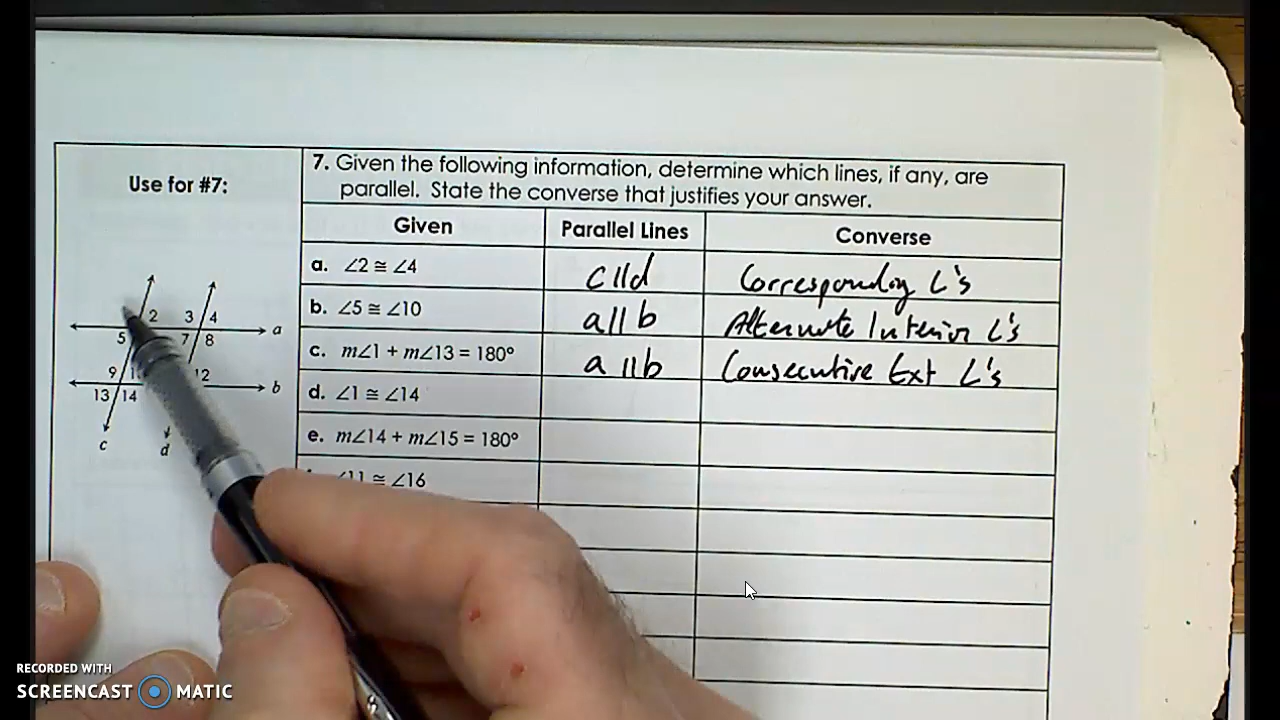 Use for #7:
2 3 4
a
5 7 8
9 1 12
b
13 14
c
d
7. Given the following information, determine which lines, if any, are
parallel. State the converse that justifies your answer.
Given Parallel Lines Converse
a. ∠2 ≅ ∠4 c||d Corresponding L's
b. ∠5 ≅ ∠10 a||b Alternate Interior L's
c. m∠1 + m∠13 = 180° a||b Consecutive Ext L's
d. ∠1 ≅ ∠14
e. m∠14 + m∠15 = 180°
∠11 ≅ ∠16
RECORDED WITH
SCREENCAST MATIC